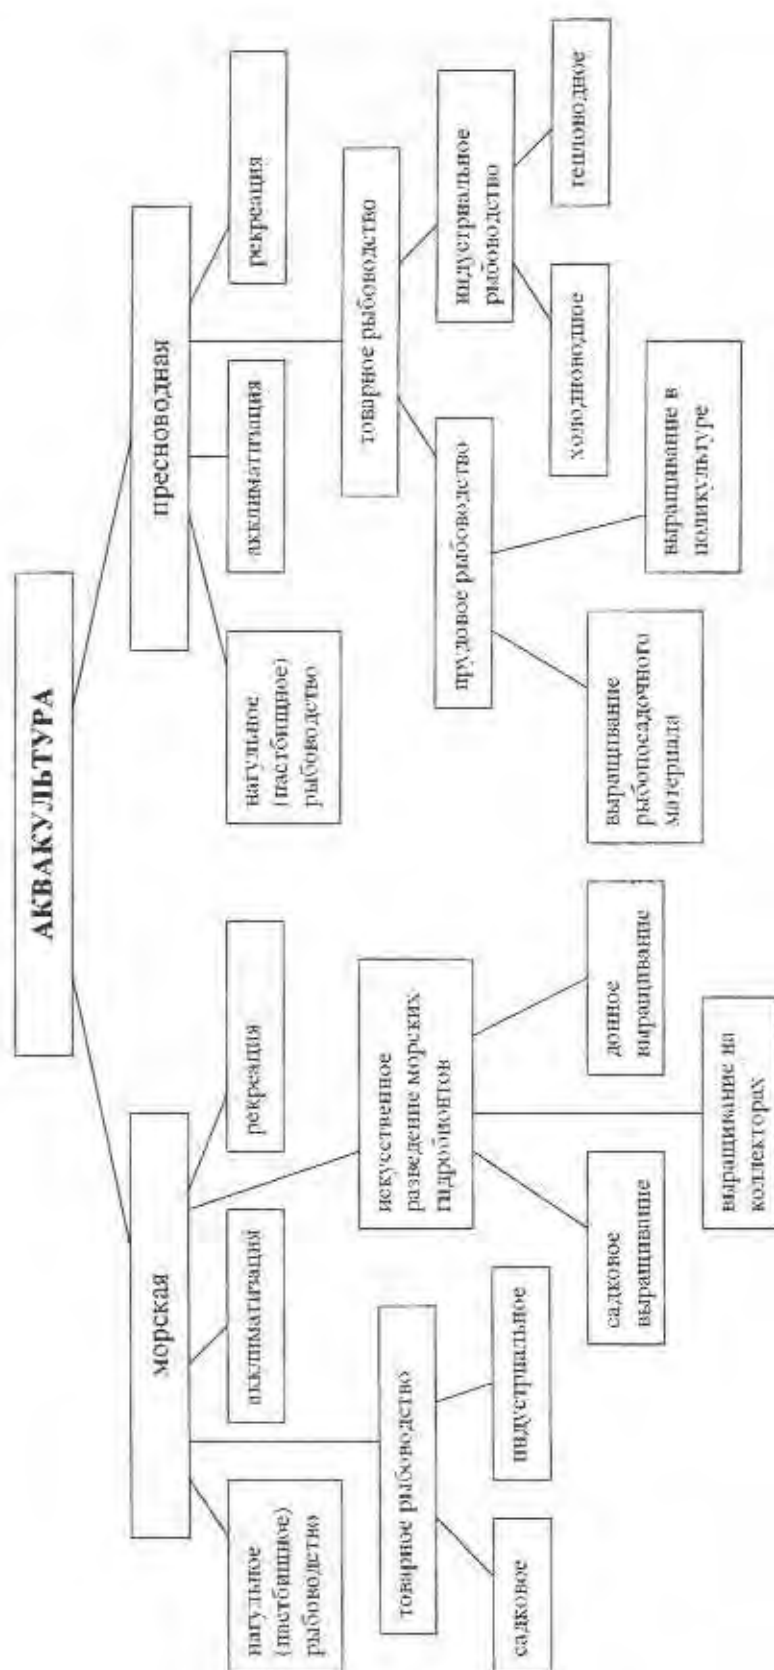 АКВАКУЛЬТУРА
морская
пресноводная
нагульное
(пастбищное)
рыбоводство
акклиматизация
рекреация
нагульное
(пастбищное)
рыбоводство
акклиматизация
рекреация
товарное рыбоводство
искусственное
разведение морских
гидробионтов
товарное рыбоводство
садковое
индустриальное
прудовое рыбоводство
индустриальное
рыбоводство
садковое
выращивание
донное
выращивание
выращивание
рыбопосадочного
материала
холодноводное
тепловодное
выращивание на
коллекторах
выращивание в
поликультуре